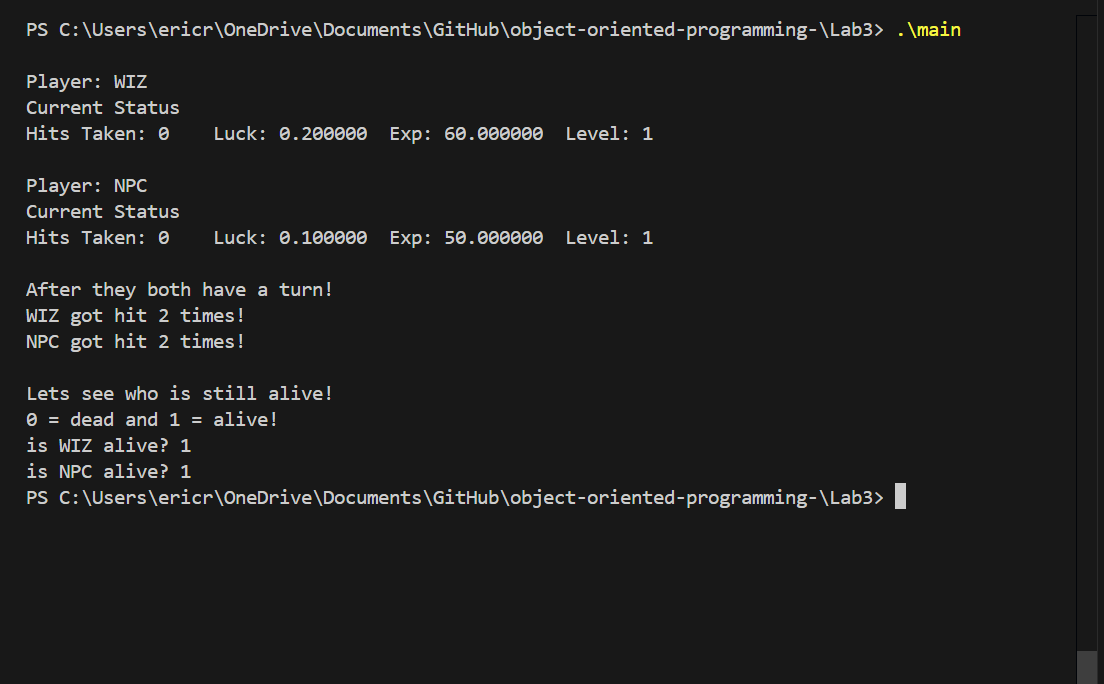 PS C:\Users\ericr\OneDrive\Documents\GitHub\object-oriented-programming-\Lab3> .\main
Player: WIZ
Current Status
Hits Taken: 0    Luck: 0.200000  Exp: 60.000000  Level: 1
Player: NPC
Current Status
Hits Taken: 0    Luck: 0.100000  Exp: 50.000000  Level: 1
After they both have a turn!
WIZ got hit 2 times!
NPC got hit 2 times!
Lets see who is still alive!
0 = dead and 1 = alive!
is WIZ alive? 1
is NPC alive? 1
PS C:\Users\ericr\OneDrive\Documents\GitHub\object-oriented-programming-\Lab3>